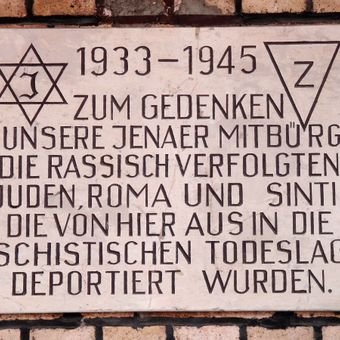 J 1933–1945 Z
ZUM GEDENKEN
UNSERE JENAER MITBÜRG
DIE RASSISCH VERFOLGTEN
JUDEN, ROMA UND SINTI
DIE VON HIER AUS IN DIE
SCHISTISCHEN TODESLAG
DEPORTIERT WURDEN.